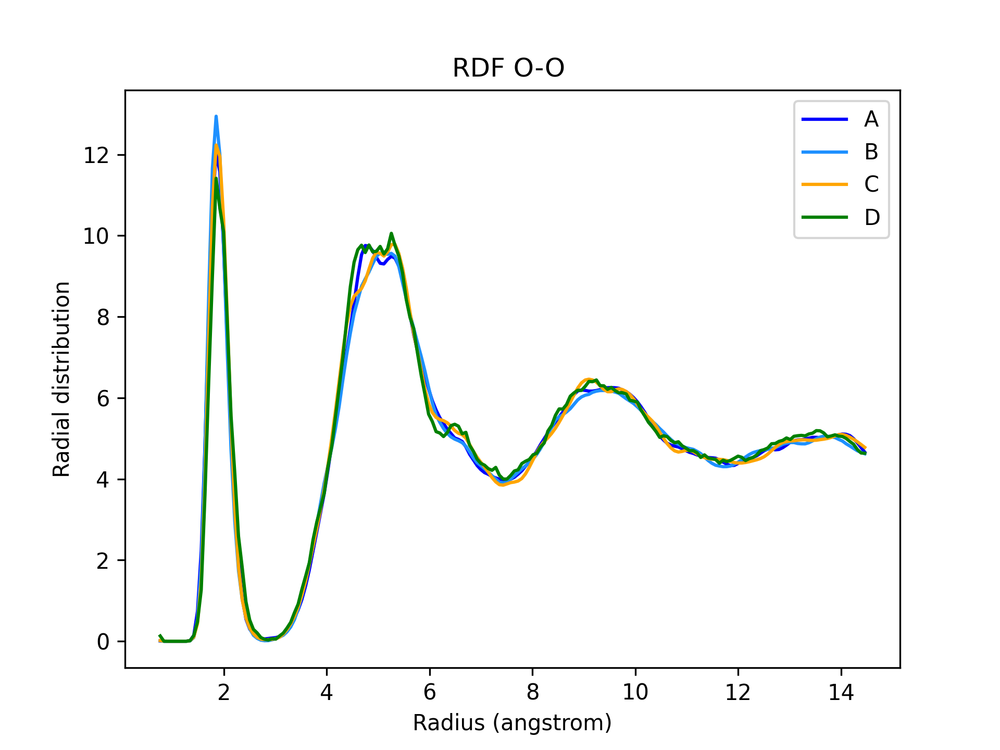 RDF O-O
A
B
C
D
12
10
8
6
4
2
0
Radial distribution
2 4 6 8 10 12 14
Radius (angstrom)